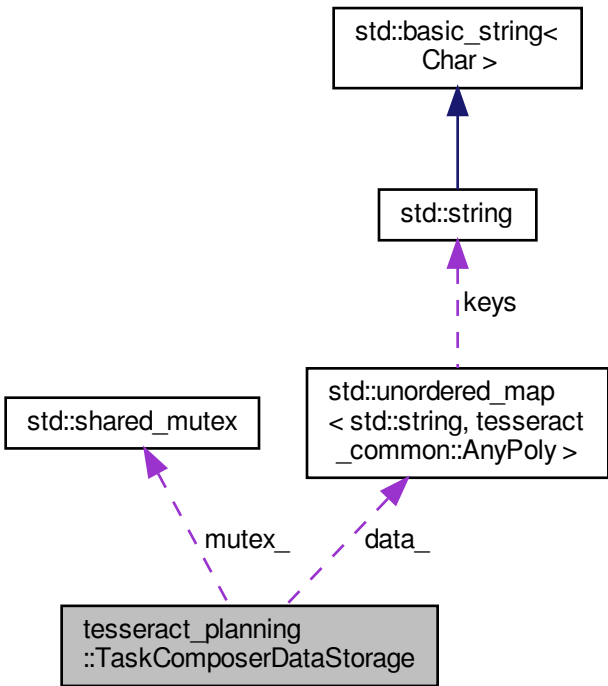 std::basic_string<
Char >
std::string
keys
std::unordered_map
< std::string, tesseract
_common::AnyPoly >
std::shared_mutex
mutex_
data_
tesseract_planning
::TaskComposerDataStorage